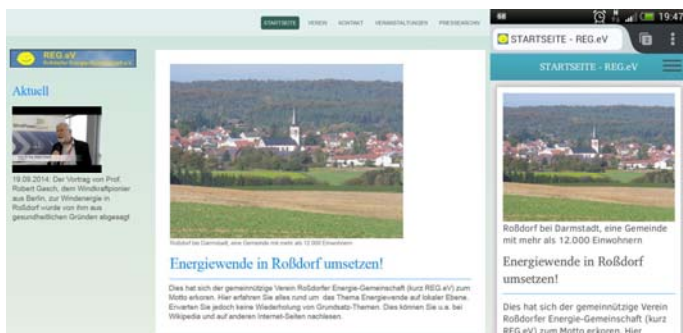 STARTSEITE VEREIN KONTAKT VERANSTALTUNGEN PRESSEARCHIV
REG.eV
Roßdorfer Energie-Gemeinschaft e.V.
Aktuell
19.09.2014: Der Vortrag von Prof.
Robert Gasch, dem Windkraftpionier
aus Berlin, zur Windenergie in
Roßdorf wurde von ihm aus
gesundheitlichen Gründen abgesagt
Roßdorf bei Darmstadt, eine Gemeinde mit mehr als 12.000 Einwohnern
Energiewende in Roßdorf umsetzen!
Dies hat sich der gemeinnützige Verein Roßdorfer Energie-Gemeinschaft (kurz REG.eV) zum
Motto erkoren. Hier erfahren Sie alles rund um das Thema Energiewende auf lokaler Ebene.
Erwarten Sie jedoch keine Wiederholung von Grundsatz-Themen. Dies können Sie u.a. bei
Wikipedia und auf anderen Internet-Seiten nachlesen.
19:47
STARTSEITE - REG.eV
2
STARTSEITE - REG.eV
Roßdorf bei Darmstadt, eine Gemeinde
mit mehr als 12.000 Einwohnern
Energiewende in Roßdorf
umsetzen!
Dies hat sich der gemeinnützige Verein
Roßdorfer Energie-Gemeinschaft (kurz
REG.eV) zum Motto erkoren. Hier